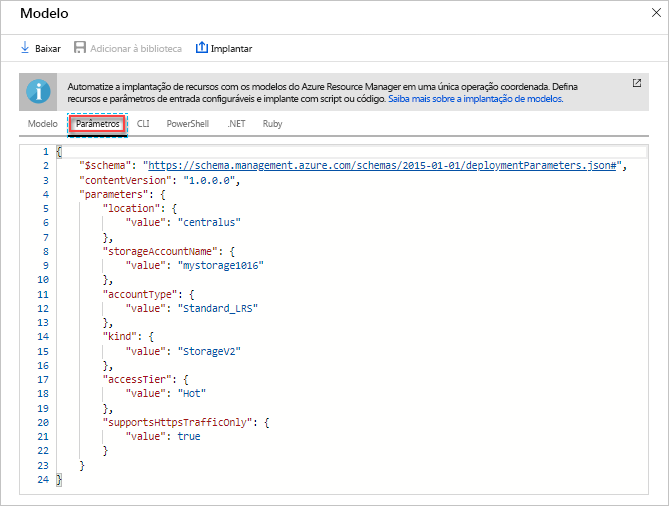 Modelo
Baixar Adicionar à biblioteca Implantar
Automatize a implantação de recursos com os modelos do Azure Resource Manager em uma única operação coordenada. Defina
recursos e parâmetros de entrada configuráveis e implante com script ou código. Saiba mais sobre a implantação de modelos.
Modelo Parâmetros CLI PowerShell .NET Ruby
1 {
2 "$schema": "https://schema.management.azure.com/schemas/2015-01-01/deploymentParameters.json#",
3 "contentVersion": "1.0.0.0",
4 "parameters": {
5 "location": {
6 "value": "centralus"
7 },
8 "storageAccountName": {
9 "value": "mystorage1016"
10 },
11 "accountType": {
12 "value": "Standard_LRS"
13 },
14 "kind": {
15 "value": "StorageV2"
16 },
17 "accessTier": {
18 "value": "Hot"
19 },
20 "supportsHttpsTrafficOnly": {
21 "value": true
22 }
23 }
24 }